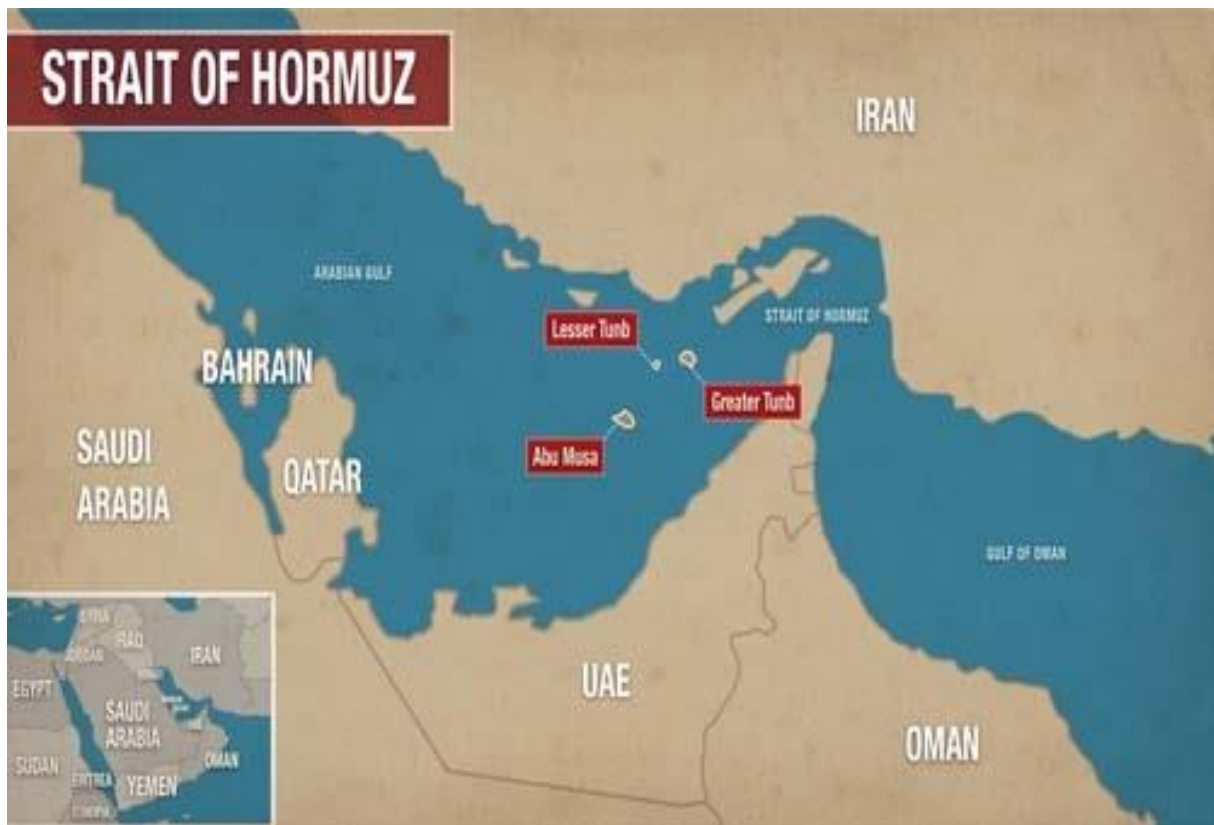 STRAIT OF HORMUZ
IRAN
ARABIAN GULF
STRAIT OF HORMUZ
Lesser Tunb
BAHRAIN
Greater Tunb
SAUDI
ARABIA
QATAR
Abu Musa
GULF OF OMAN
UAE
OMAN
SYRIA
IRAQ
JORDAN
IRAN
EGYPT
SAUDI
ARABIA
OMAN
SUDAN
ERITREA
YEMEN